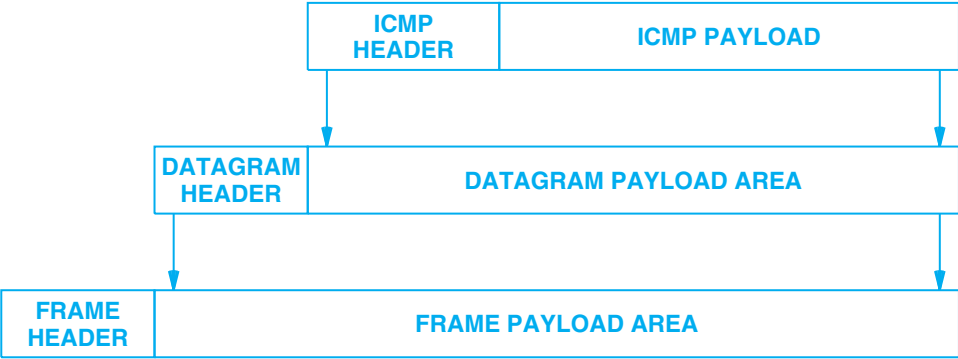 ICMP
HEADER
ICMP PAYLOAD
DATAGRAM
HEADER
DATAGRAM PAYLOAD AREA
FRAME
HEADER
FRAME PAYLOAD AREA